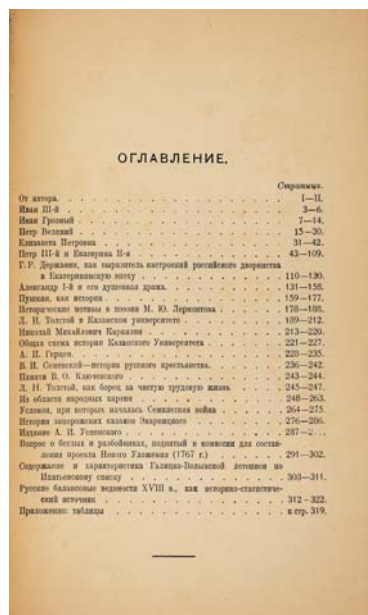 ОГЛАВЛЕНИЕ.
Страница.
От автора. I—II.
Иван III-й 3—6.
Иван Грозный 7—14.
Петр Великий 15—30.
Елизавета Петровна 31—42.
Петр III-й и Екатерина II-я 43—109.
Г. Р. Державин, как выразитель настроений российского дворянства
в Екатерининскую эпоху 110—130.
Александр I-й и его душевная драма. 131—158.
Пушкин, как историк 159—177.
Исторические мотивы в поэзии М. Ю. Лермонтова 178—188.
Л. Н. Толстой в Казанском университете 189—212.
Николай Михайлович Карамзин 213—220.
Общая схема истории Казанского Университета 221—227.
А. И. Герцен. 228—235.
В. И. Семевский—историк русского крестьянства. 236—242.
Памяти В. О. Ключевского 243—244.
Л. Н. Толстой, как борец за чистую трудовую жизнь 245—247.
Из области народных картин 248—263.
Условия, при которых началась Семилетняя война 264—275.
История запорожских казаков Эварницкого 276—286.
Издание А. И. Успенского 287—2
Вопрос о беглых и разбойниках, поднятый в комиссии для состав-
ления проекта Нового Уложения (1767 г.) 291—302.
Содержание и характеристика Галицко-Волынской летописи по
Ипатьевскому списку 303—311.
Русские балансовые ведомости XVIII в., как историко-статистиче-
ский источник 312—322.
Приложения: таблицы к стр. 319.